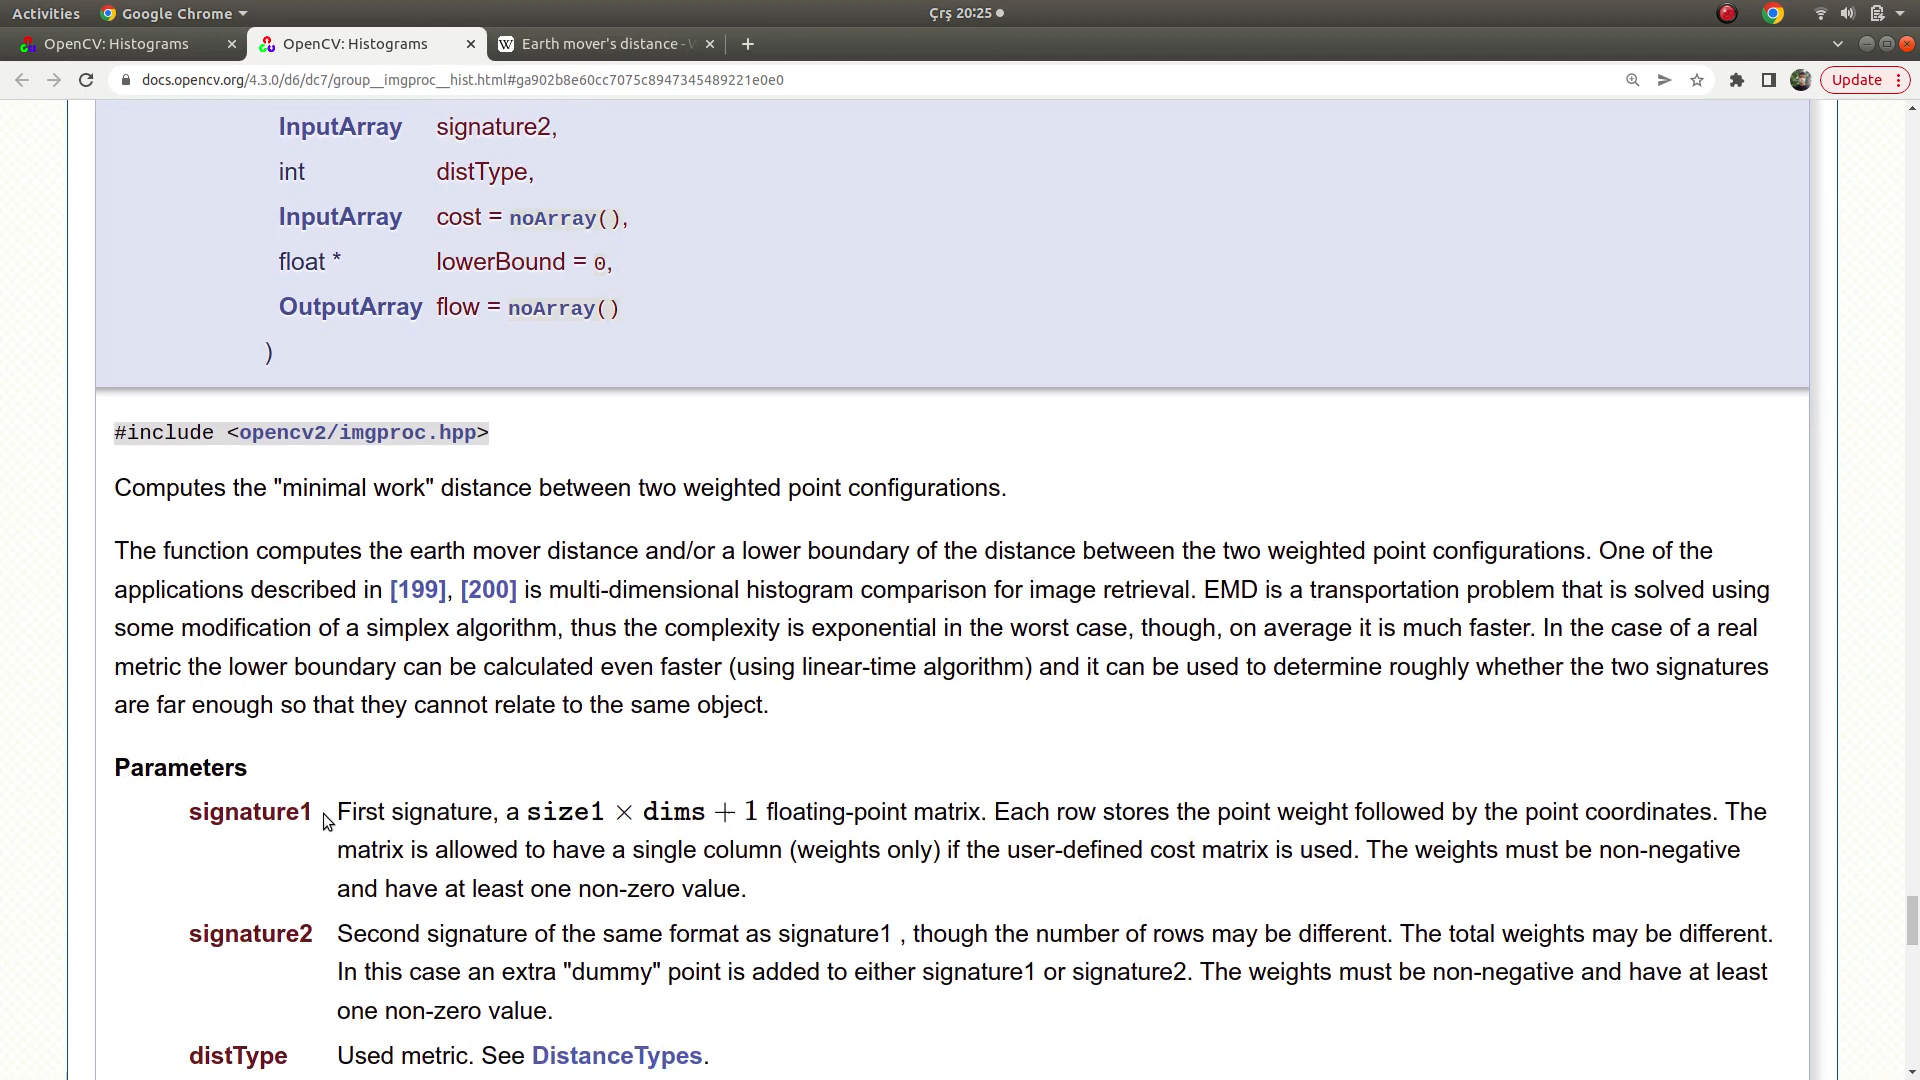 Activities Google Chrome Çrş 20:25
OpenCV: Histograms OpenCV: Histograms Earth mover's distance -
docs.opencv.org/4.3.0/d6/dc7/group__imgproc__hist.html#ga902b8e60cc7075c8947345489221e0e0 Update
InputArray signature2,
int distType,
InputArray cost = noArray(),
float * lowerBound = 0,
OutputArray flow = noArray()
)
#include <opencv2/imgproc.hpp>
Computes the "minimal work" distance between two weighted point configurations.
The function computes the earth mover distance and/or a lower boundary of the distance between the two weighted point configurations. One of the
applications described in [199], [200] is multi-dimensional histogram comparison for image retrieval. EMD is a transportation problem that is solved using
some modification of a simplex algorithm, thus the complexity is exponential in the worst case, though, on average it is much faster. In the case of a real
metric the lower boundary can be calculated even faster (using linear-time algorithm) and it can be used to determine roughly whether the two signatures
are far enough so that they cannot relate to the same object.
Parameters
signature1 First signature, a size1 × dims + 1 floating-point matrix. Each row stores the point weight followed by the point coordinates. The
matrix is allowed to have a single column (weights only) if the user-defined cost matrix is used. The weights must be non-negative
and have at least one non-zero value.
signature2 Second signature of the same format as signature1 , though the number of rows may be different. The total weights may be different.
In this case an extra "dummy" point is added to either signature1 or signature2. The weights must be non-negative and have at least
one non-zero value.
distType Used metric. See DistanceTypes.